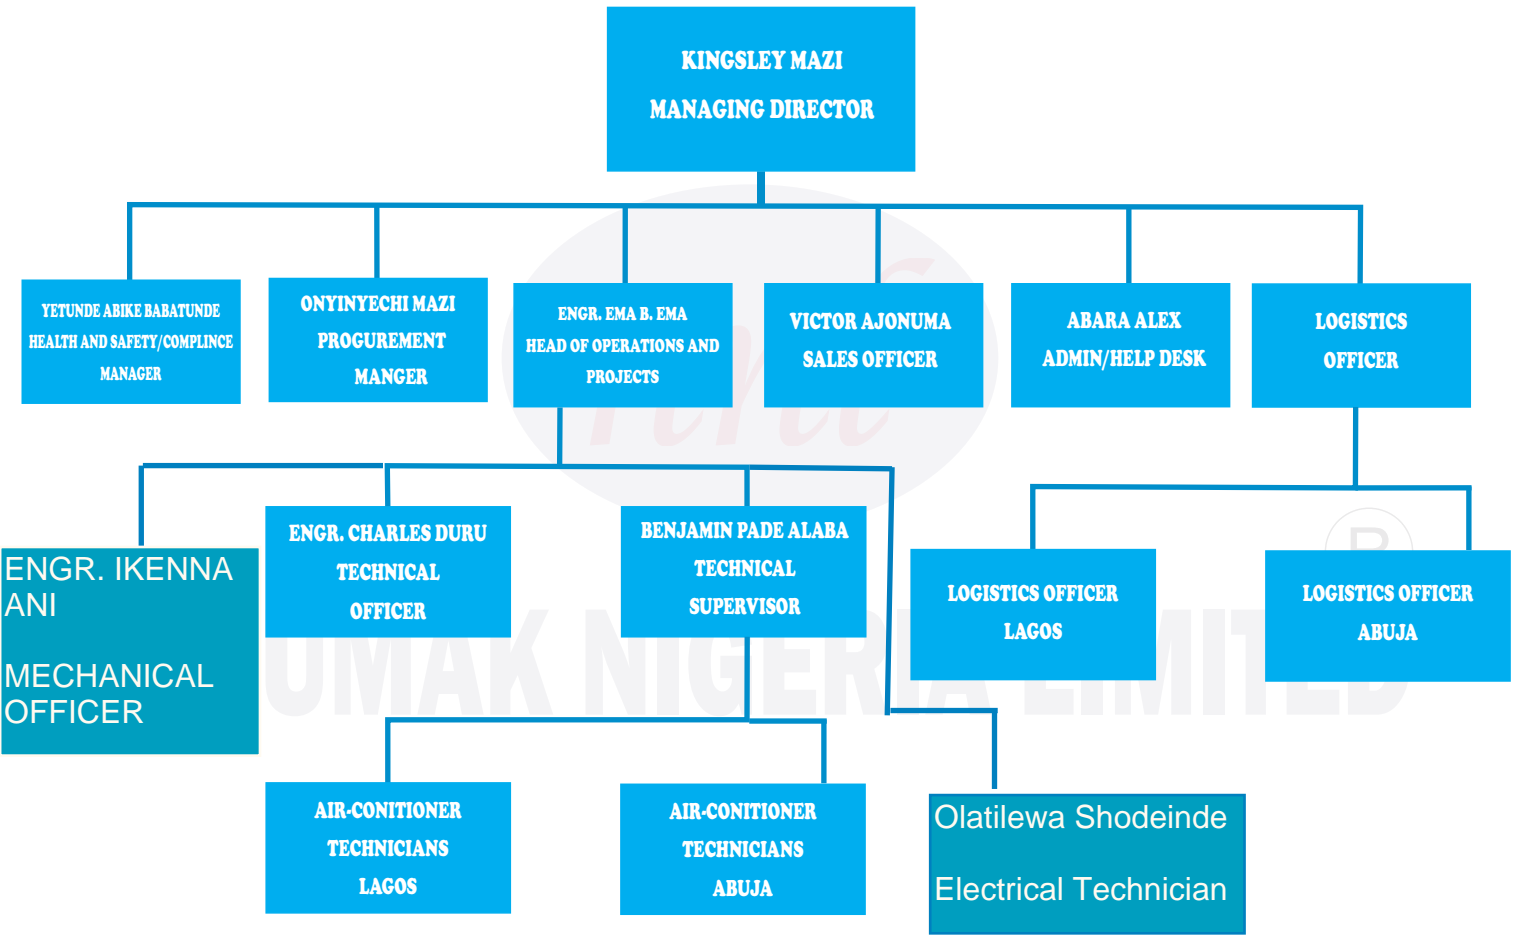 KINGSLEY MAZI
MANAGING DIRECTOR
YETUNDE ABIKE BABATUNDE
HEALTH AND SAFETY/COMPLINCE
MANAGER
ONYINYECHI MAZI
PROGUREMENT
MANGER
ENGR. EMA B. EMA
HEAD OF OPERATIONS AND
PROJECTS
VICTOR AJONUMA
SALES OFFICER
ABARA ALEX
ADMIN/HELP DESK
LOGISTICS
OFFICER
ENGR. IKENNA
ANI
MECHANICAL
OFFICER
ENGR. CHARLES DURU
TECHNICAL
OFFICER
BENJAMIN PADE ALABA
TECHNICAL
SUPERVISOR
LOGISTICS OFFICER
LAGOS
LOGISTICS OFFICER
ABUJA
R
UMAK NIGERIA LIMITED
AIR-CONITIONER
TECHNICIANS
LAGOS
AIR-CONITIONER
TECHNICIANS
ABUJA
Olatilewa Shodeinde
Electrical Technician